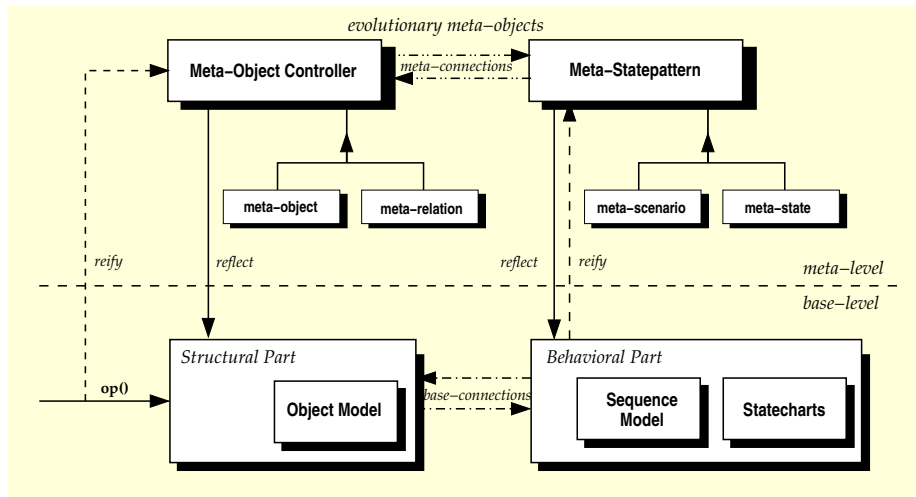 evolutionary meta–objects
Meta–Object Controller
meta–connections
Meta–Statepattern
meta–object
meta–relation
meta–scenario
meta–state
reify
reflect
reflect
reify
meta–level
base–level
Structural Part
Behavioral Part
op()
Object Model
base–connections
Sequence
Model
Statecharts